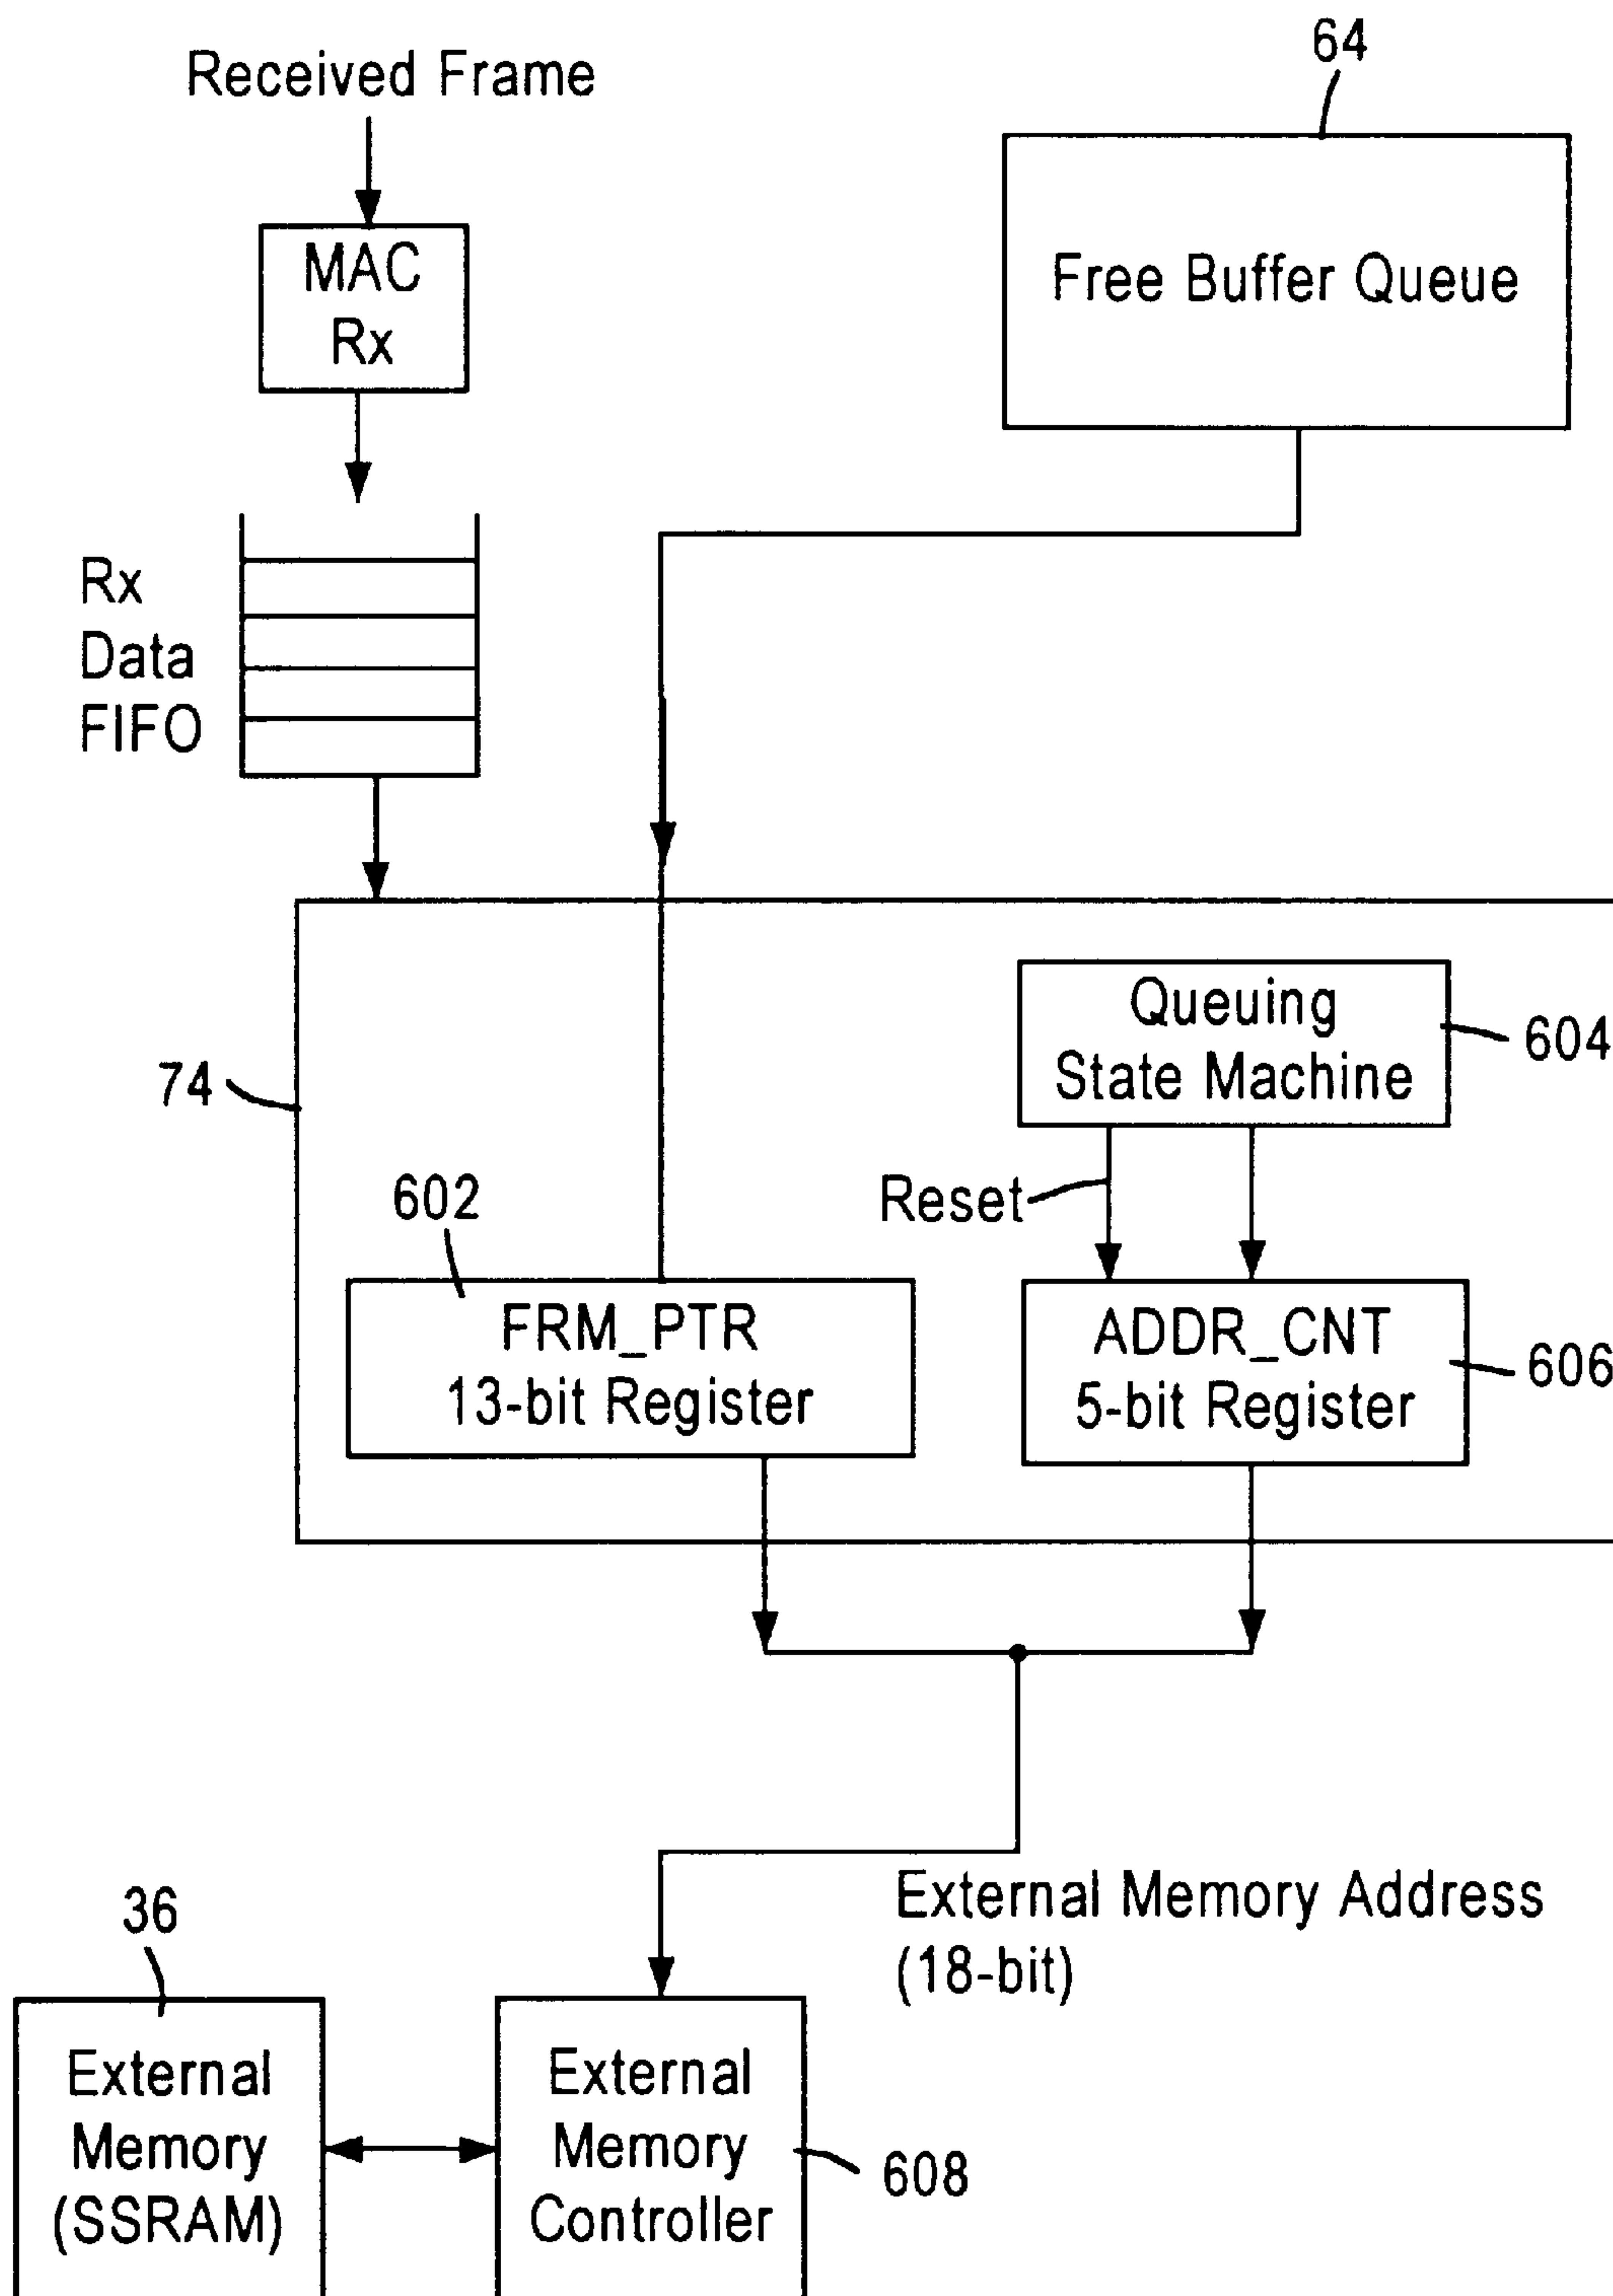 64
Received Frame
MAC
Rx
Free Buffer Queue
Rx
Data
FIFO
Queuing
State Machine
604
74
Reset
602
FRM_PTR
13-bit Register
ADDR_CNT
5-bit Register
606
External Memory Address
(18-bit)
36
External
Memory
(SSRAM)
External
Memory
Controller
608